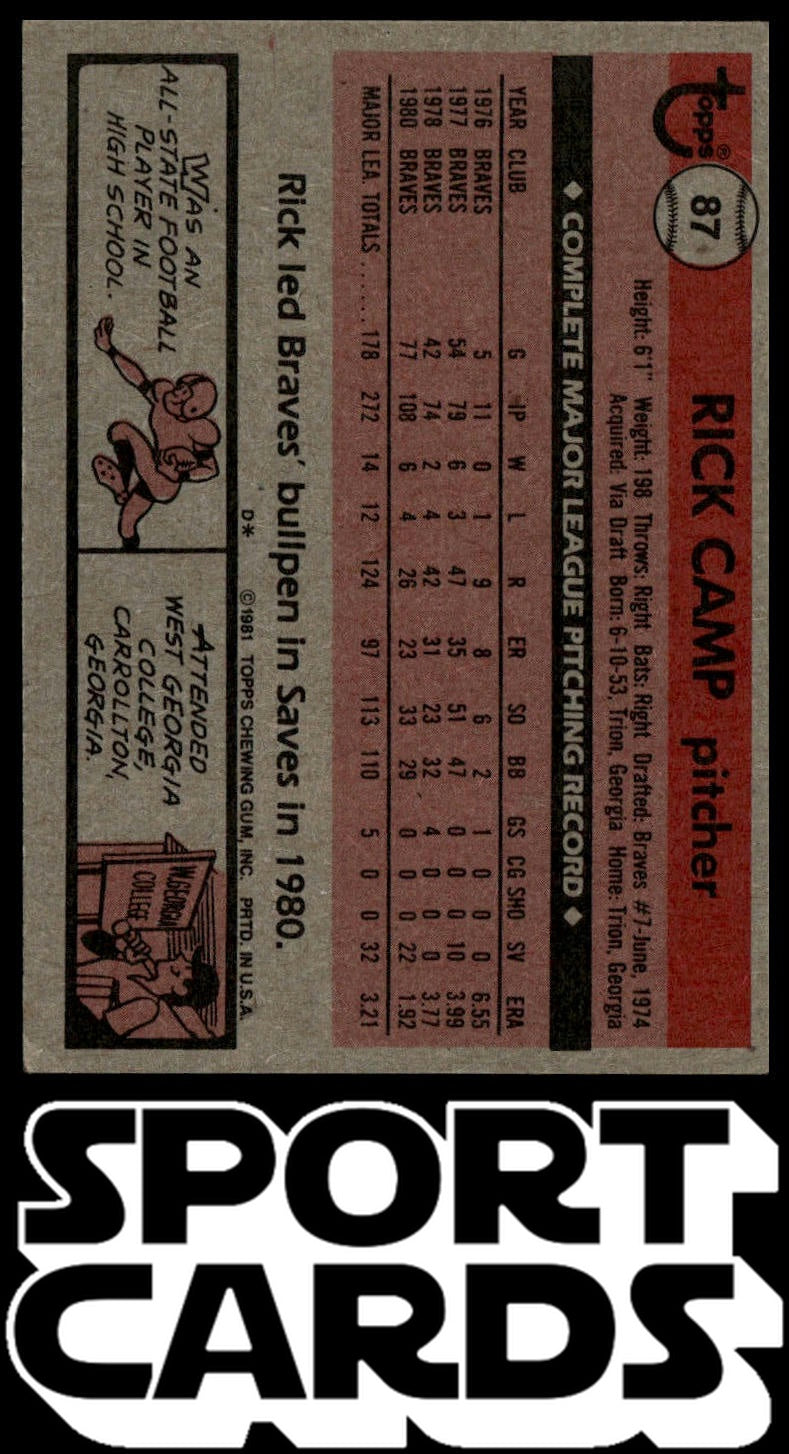 Topps®
87
RICK CAMP pitcher
Height: 6'1" Weight: 198 Throws: Right Bats: Right Drafted: Braves #7-June, 1974
Acquired: Via Draft Born: 6-10-53, Trion, Georgia Home: Trion, Georgia
◆ COMPLETE MAJOR LEAGUE PITCHING RECORD ◆
YEAR CLUB G IP W L R ER SO BB GS CG SHO SV ERA
1976 BRAVES 5 11 0 1 9 8 6 2 1 0 0 0 6.55
1977 BRAVES 54 79 6 3 47 35 51 47 0 0 0 10 3.99
1978 BRAVES 42 74 2 4 42 31 23 32 4 0 0 0 3.77
1980 BRAVES 77 108 6 4 26 23 33 29 0 0 0 22 1.92
MAJOR LEA. TOTALS ...... 178 272 14 12 124 97 113 110 5 0 0 32 3.21
Rick led Braves' bullpen in Saves in 1980.
D* ©1981 TOPPS CHEWING GUM, INC. PRTD. IN U.S.A.
WAS AN
ALL-STATE FOOTBALL
PLAYER IN
HIGH SCHOOL.
ATTENDED
WEST GEORGIA
COLLEGE,
CARROLLTON,
GEORGIA.
W.GEORGIA
COLLEGE
SPORT
CARDS